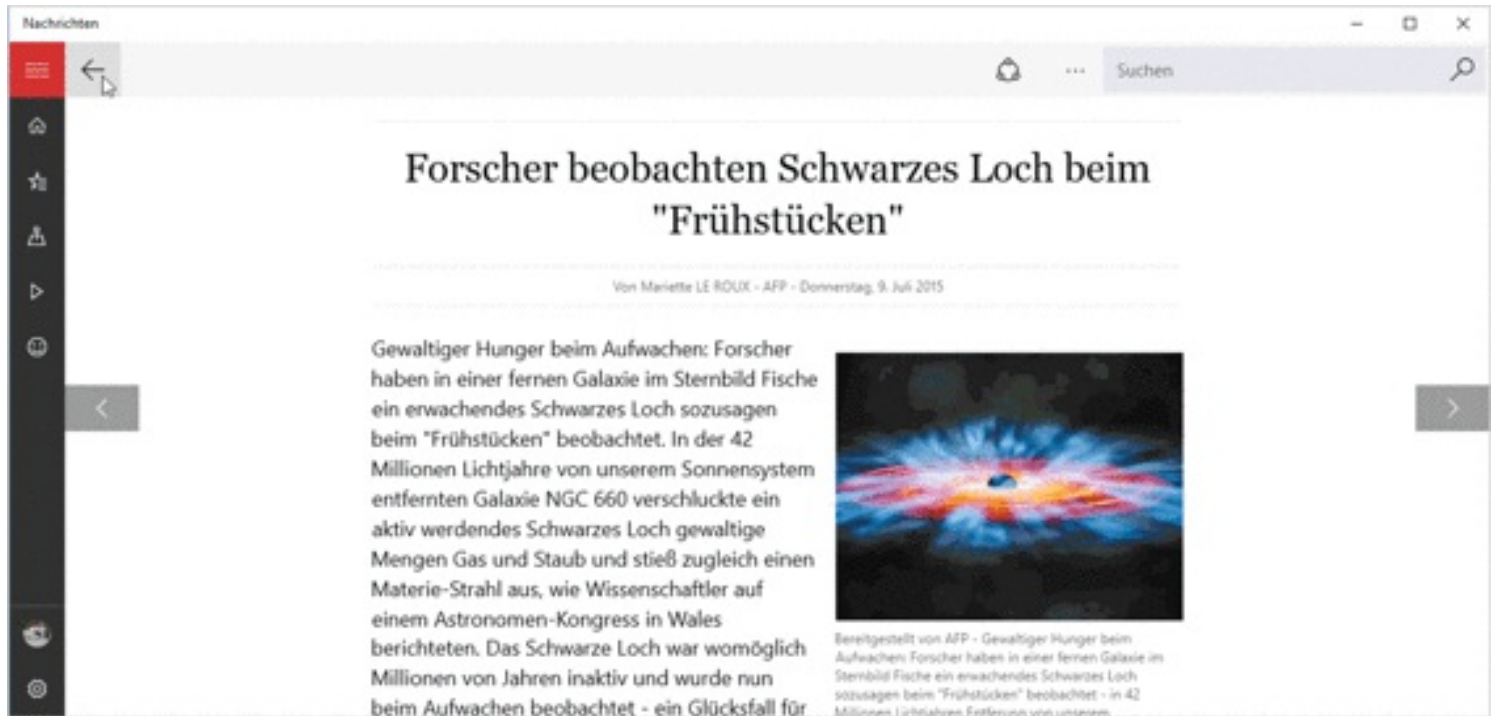 Nachrichten
Suchen
Forscher beobachten Schwarzes Loch beim
"Frühstücken"
Von Mariette LE ROUX - AFP - Donnerstag, 9. Juli 2015
Gewaltiger Hunger beim Aufwachen: Forscher
haben in einer fernen Galaxie im Sternbild Fische
ein erwachendes Schwarzes Loch sozusagen
beim "Frühstücken" beobachtet. In der 42
Millionen Lichtjahre von unserem Sonnensystem
entfernten Galaxie NGC 660 verschluckte ein
aktiv werdendes Schwarzes Loch gewaltige
Mengen Gas und Staub und stieß zugleich einen
Materie-Strahl aus, wie Wissenschaftler auf
einem Astronomen-Kongress in Wales
berichteten. Das Schwarze Loch war womöglich
Millionen von Jahren inaktiv und wurde nun
beim Aufwachen beobachtet - ein Glücksfall für
Bereitgestellt von AFP - Gewaltiger Hunger beim
Aufwachen: Forscher haben in einer fernen Galaxie im
Sternbild Fische ein erwachendes Schwarzes Loch
sozusagen beim "Frühstücken" beobachtet - in 42
Millionen Lichtjahren Entfernung von unserem